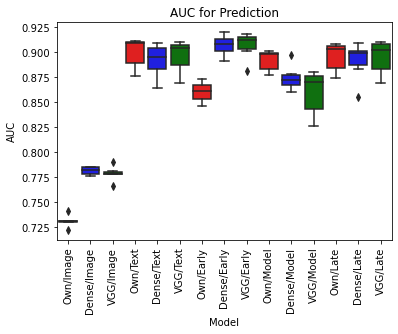 AUC for Prediction
AUC
0.925
0.900
0.875
0.850
0.825
0.800
0.775
0.750
0.725
Own/Image
Dense/Image
VGG/Image
Own/Text
Dense/Text
VGG/Text
Own/Early
Dense/Early
VGG/Early
Own/Model
Dense/Model
VGG/Model
Own/Late
Dense/Late
VGG/Late
Model